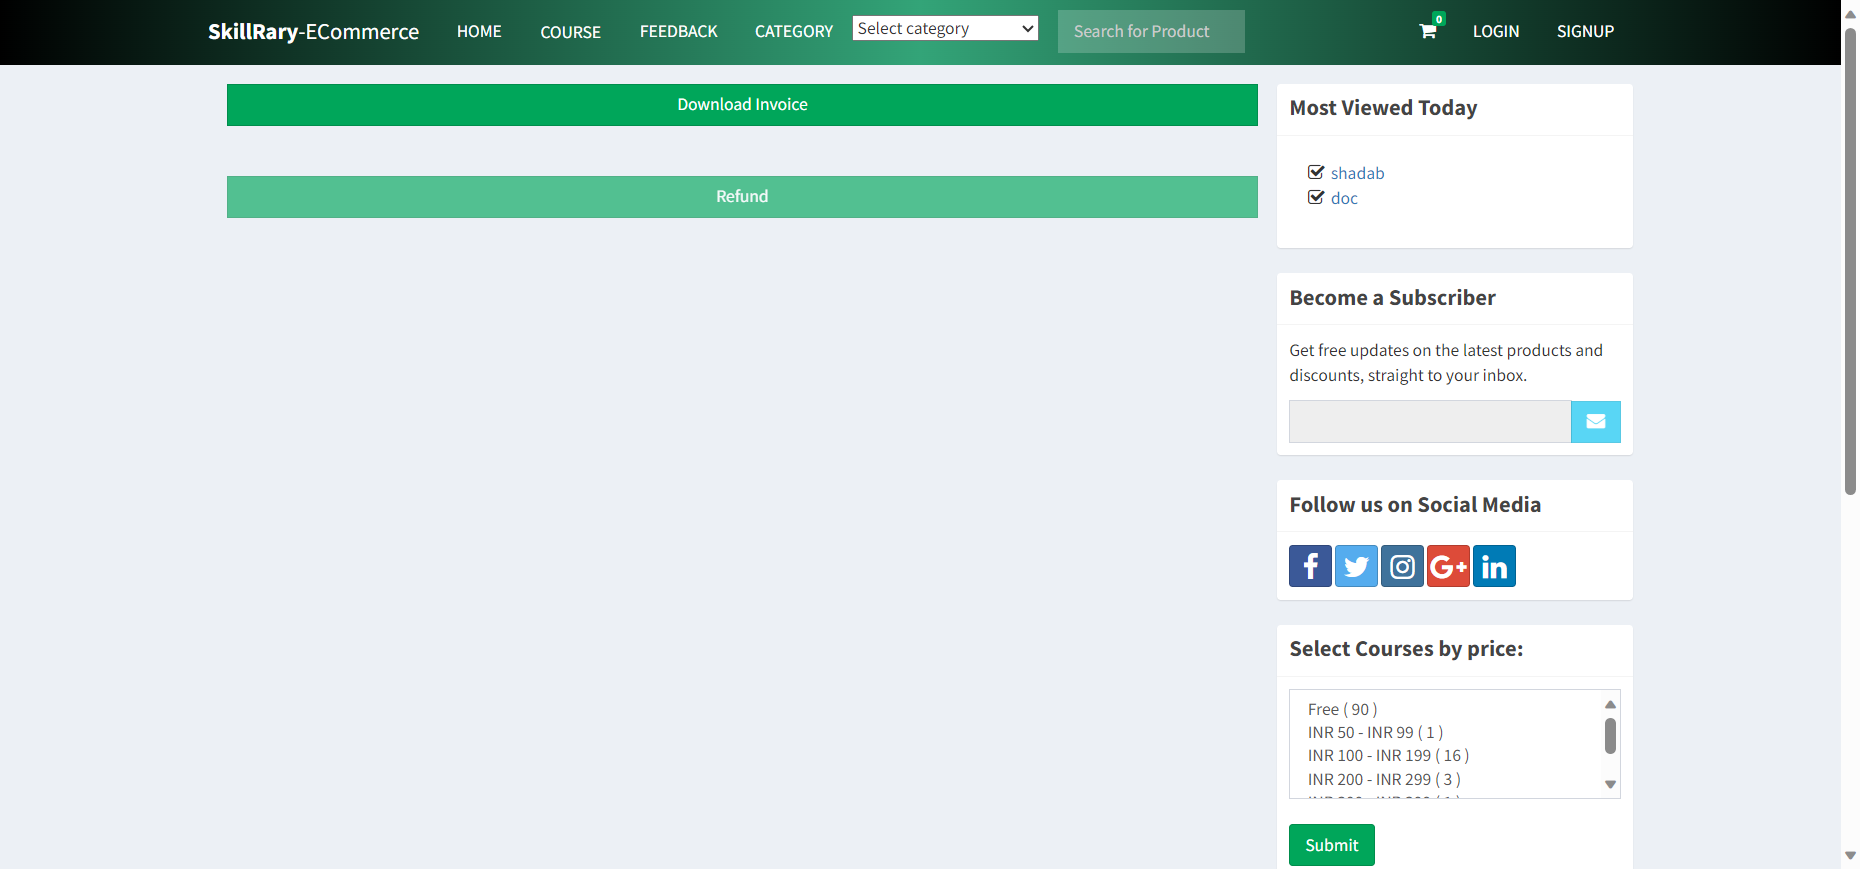 SkillRary-ECommerce HOME COURSE FEEDBACK CATEGORY Select category Search for Product 0 LOGIN SIGNUP
Download Invoice
Refund
Most Viewed Today
shadab
doc
Become a Subscriber
Get free updates on the latest products and
discounts, straight to your inbox.
Follow us on Social Media
Select Courses by price:
Free ( 90 )
INR 50 - INR 99 ( 1 )
INR 100 - INR 199 ( 16 )
INR 200 - INR 299 ( 3 )
Submit